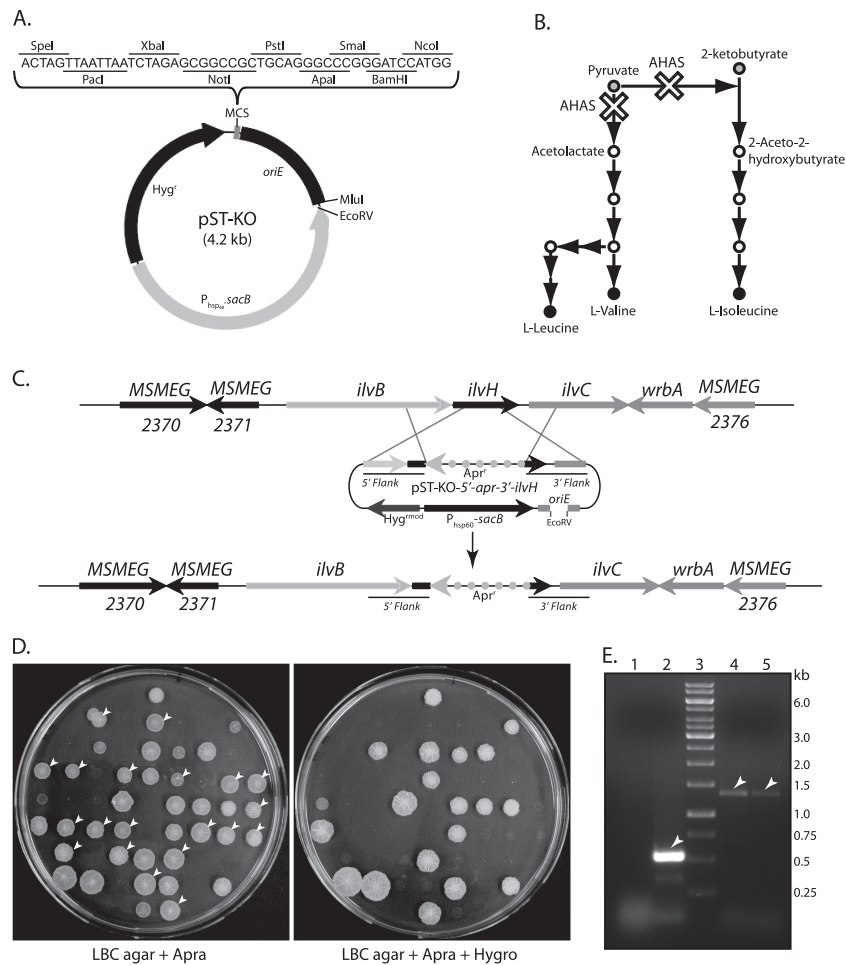 A.
SpeI XbaI PstI SmaI NcoI
ACTAGTTAATTAATCTAGAGCGGCCGCTGCAGGGCCCGGGGATCCATGG
PacI NotI ApaI BamHI
MCS
Hygr
oriE
pST-KO
(4.2 kb)
MluI
EcoRV
Phsp60.sacB
B.
Pyruvate
AHAS
2-ketobutyrate
AHAS
Acetolactate
2-Aceto-2-
hydroxybutyrate
L-Leucine
L-Valine
L-Isoleucine
C.
MSMEG MSMEG ilvB ilvH ilvC wrbA MSMEG
2370 2371 2376
Aprr
5' Flank 3' Flank
pST-KO-5'-apr-3'-ilvH
oriE
Hygrmod Phsp60-sacB EcoRV
MSMEG MSMEG ilvB ilvC wrbA MSMEG
2370 2371 5' Flank Aprr 3' Flank 2376
D.
LBC agar + Apra
LBC agar + Apra + Hygro
E.
1 2 3 4 5
kb
6.0
3.0
2.0
1.5
1.0
0.75
0.5
0.25